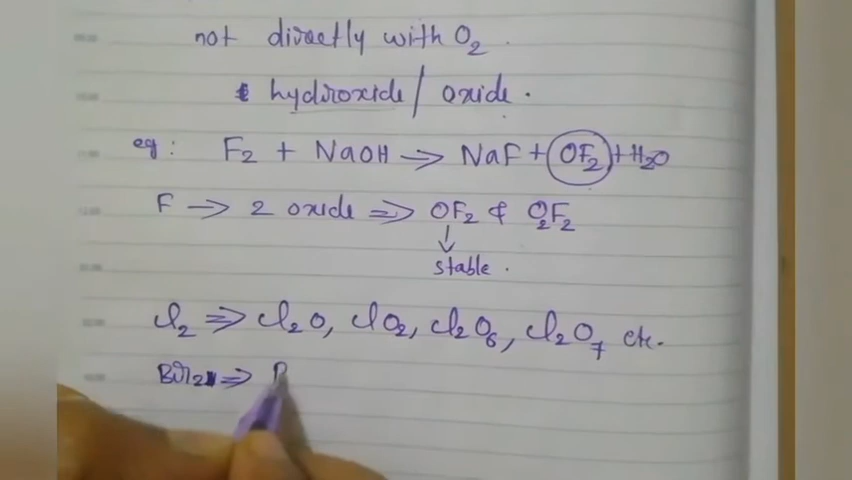 not directly with O₂.
hydroxide / oxide.
eg: F₂ + NaOH → NaF + OF₂ + H₂O
F → 2 oxide ⇒ OF₂ & O₂F₂
↓
stable.
Cl₂ ⇒ Cl₂O, ClO₂, Cl₂O₆, Cl₂O₇ etc.
Br₂ ⇒ B